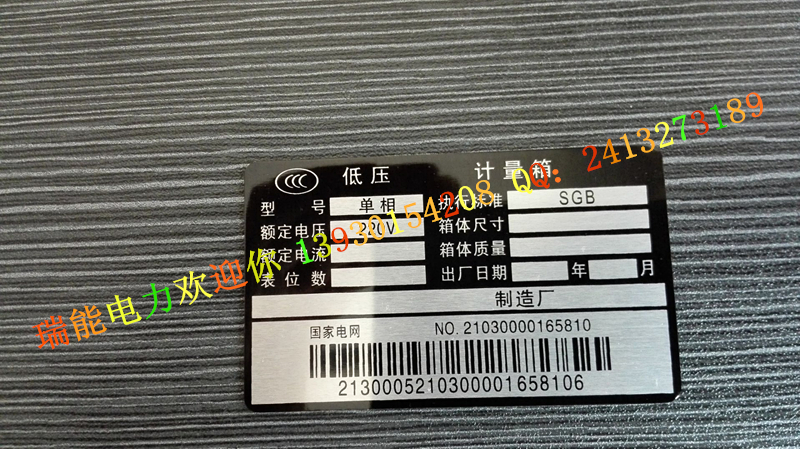 CCC 低压 计量箱
型 号 单相 执行标准 SGB
额定电压 220V 箱体尺寸
额定电流 箱体质量
表位数 出厂日期 年 月
制造厂
国家电网 NO. 21030000165810
2130005210300001658106
瑞能电力欢迎你 13930154208 QQ: 2413273189